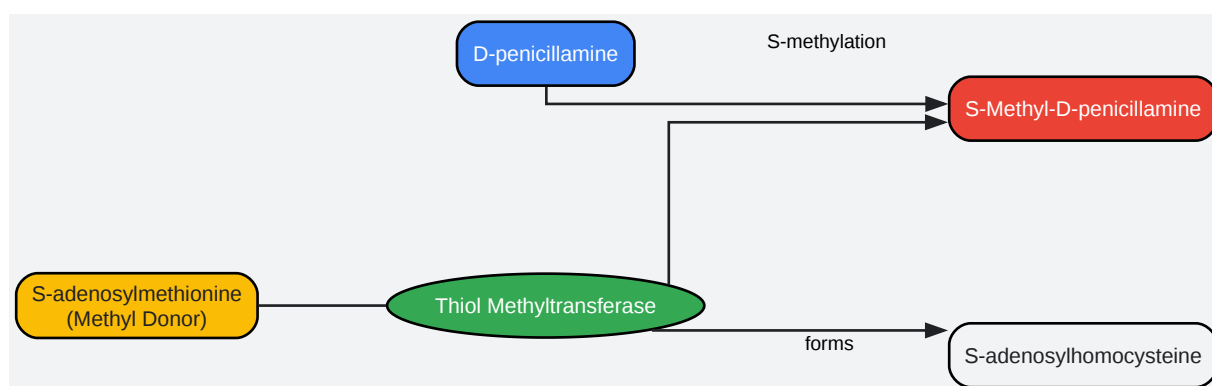 D-penicillamine
S-methylation
S-Methyl-D-penicillamine
S-adenosylmethionine
(Methyl Donor)
Thiol Methyltransferase
forms
S-adenosylhomocysteine